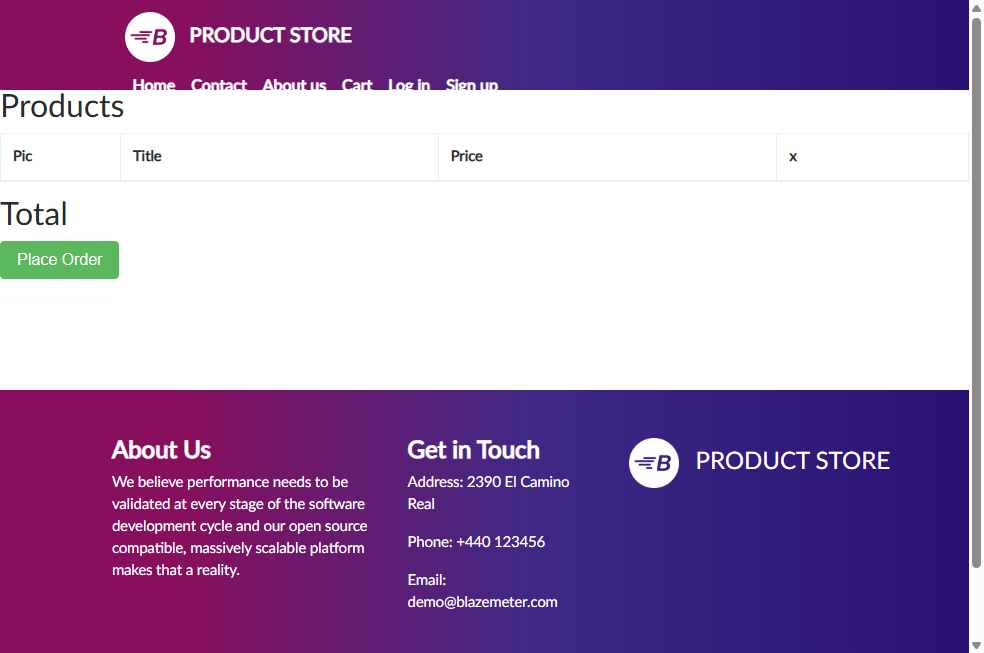 B PRODUCT STORE
Home Contact About us Cart Log in Sign up
Products
Pic Title Price x
Total
Place Order
About Us
We believe performance needs to be
validated at every stage of the software
development cycle and our open source
compatible, massively scalable platform
makes that a reality.
Get in Touch
Address: 2390 El Camino
Real
Phone: +440 123456
Email:
demo@blazemeter.com
B PRODUCT STORE